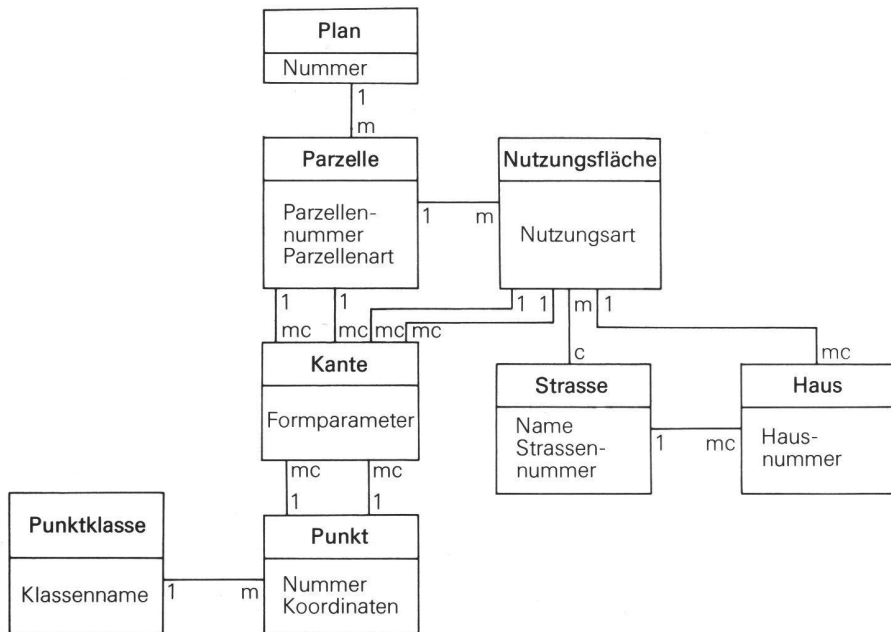 Plan
Nummer
1
m
Parzelle
Parzellen-
nummer
Parzellenart
1 m
Nutzungsfläche
Nutzungsart
1 1 1 1 m 1
mc mc mc mc
c
mc
Kante
Formparameter
Strasse
Name
Strassen-
nummer
1 mc
Haus
Haus-
nummer
mc mc
1 1
Punktklasse
Klassenname
1 m
Punkt
Nummer
Koordinaten